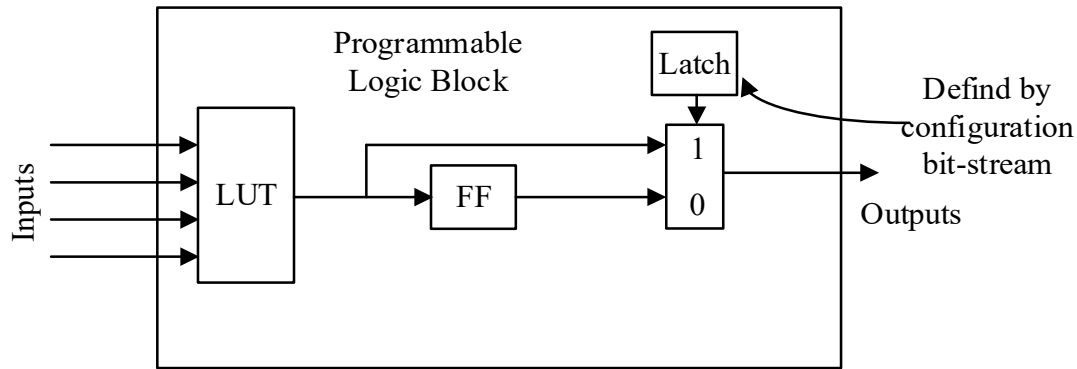 Programmable
Logic Block
Latch
Defind by
configuration
bit-stream
Inputs
LUT
FF
1
0
Outputs